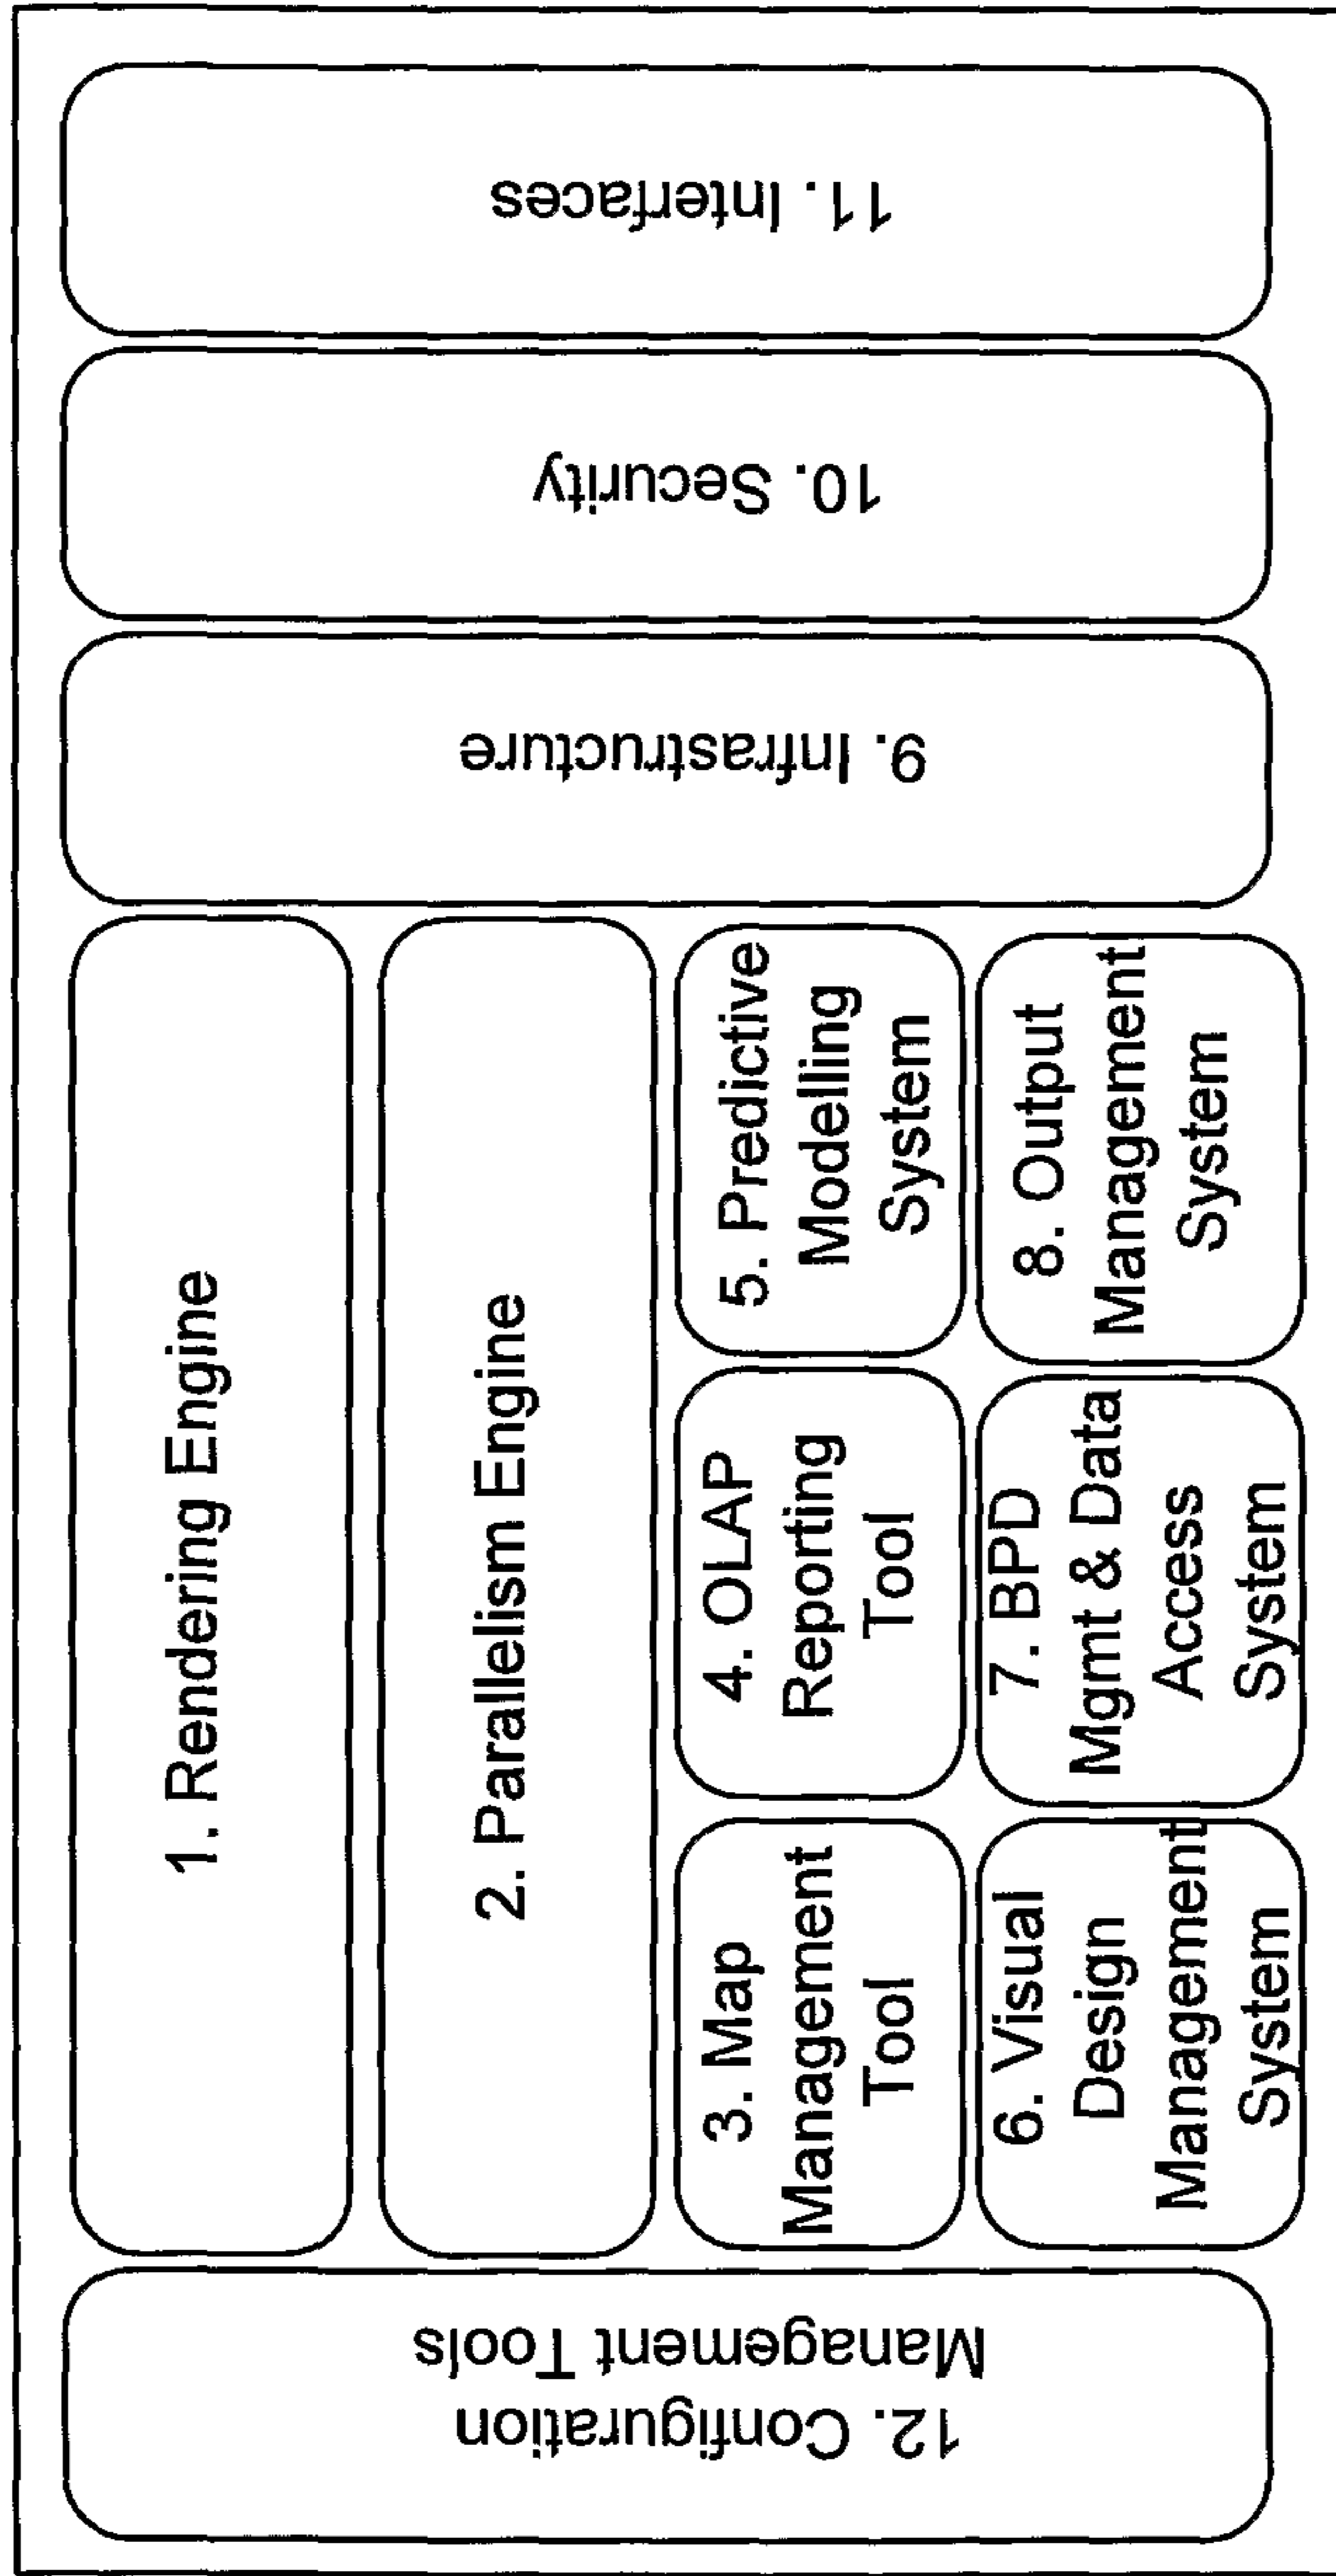 12. Configuration
Management Tools
1. Rendering Engine
2. Parallelism Engine
3. Map
Management
Tool
4. OLAP
Reporting
Tool
5. Predictive
Modelling
System
6. Visual
Design
Management
System
7. BPD
Mgmt & Data
Access
System
8. Output
Management
System
9. Infrastructure
10. Security
11. Interfaces